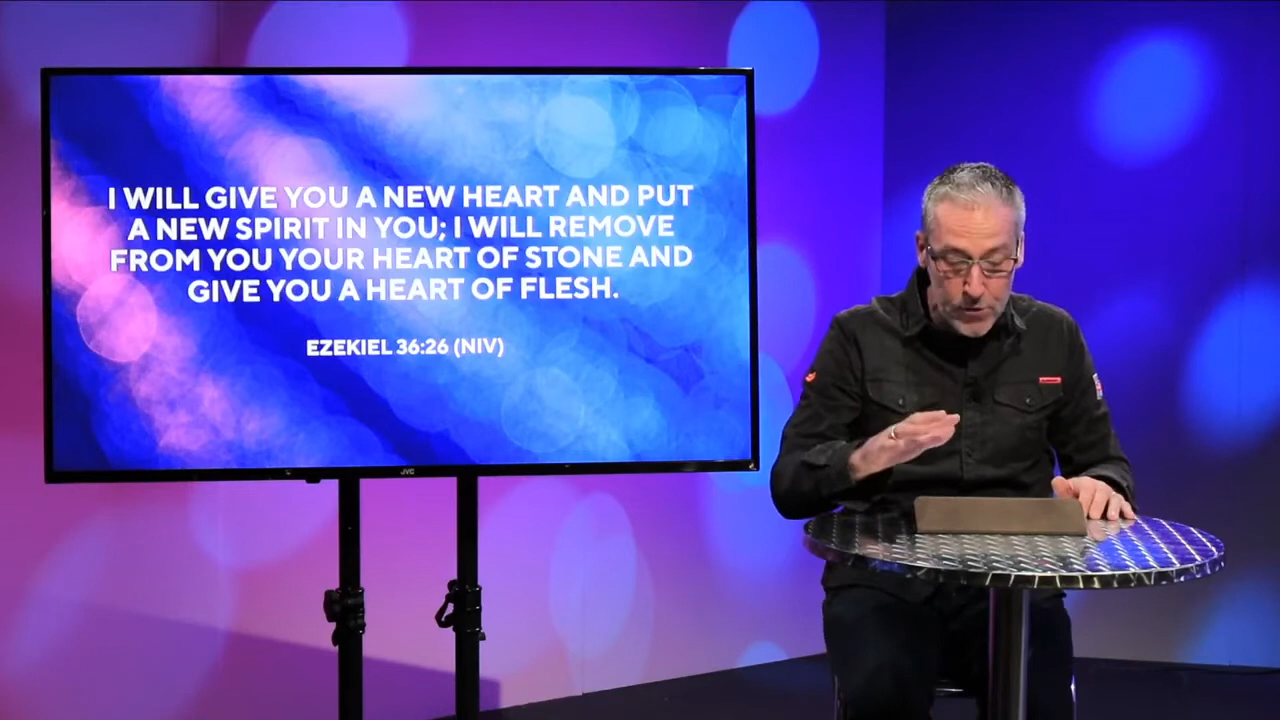 I WILL GIVE YOU A NEW HEART AND PUT
A NEW SPIRIT IN YOU; I WILL REMOVE
FROM YOU YOUR HEART OF STONE AND
GIVE YOU A HEART OF FLESH.
EZEKIEL 36:26 (NIV)
JVC